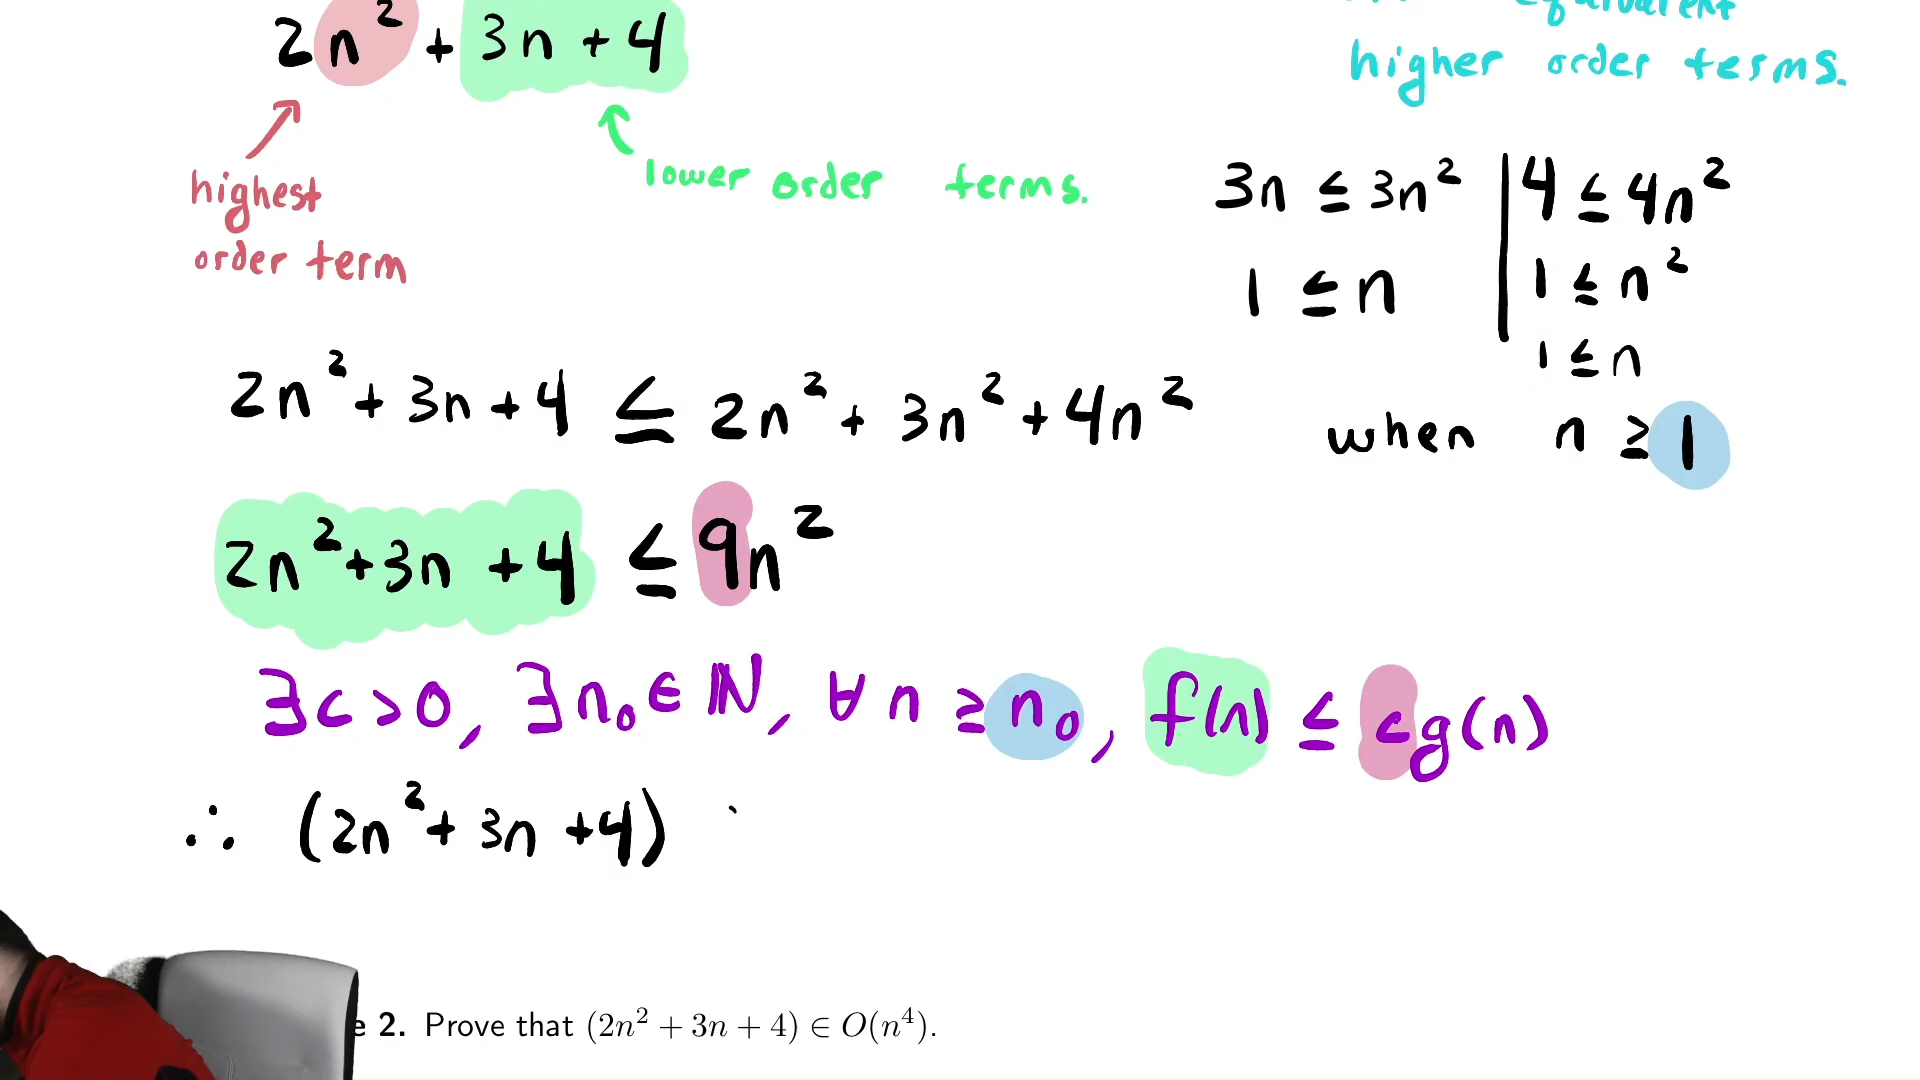 2n² + 3n + 4
higher order terms.
highest
order term
lower order terms.
3n ≤ 3n² | 4 ≤ 4n²
1 ≤ n | 1 ≤ n²
1 ≤ n
when n ≥ 1
2n² + 3n + 4 ≤ 2n² + 3n² + 4n²
2n² + 3n + 4 ≤ 9n²
∃c > 0, ∃n₀ ∈ ℕ, ∀n ≥ n₀, f(n) ≤ cg(n)
∴ (2n² + 3n + 4)
e 2. Prove that (2n² + 3n + 4) ∈ O(n⁴).